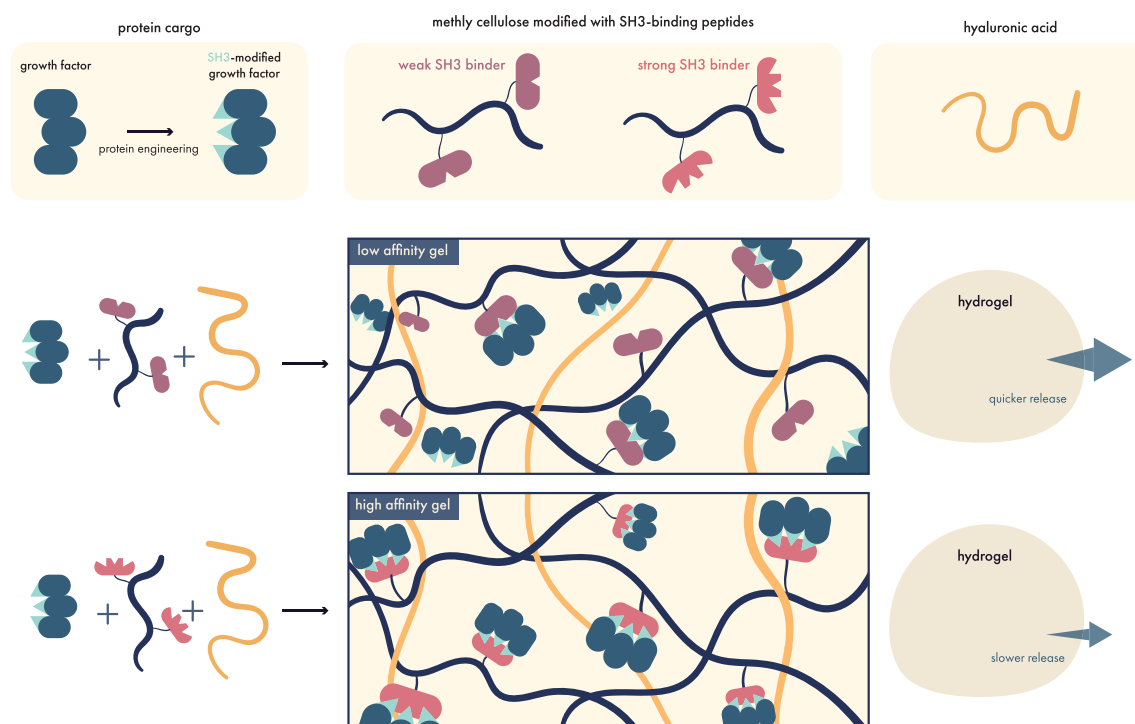 protein cargo
methly cellulose modified with SH3-binding peptides
hyaluronic acid
growth factor
SH3-modified
growth factor
protein engineering
weak SH3 binder
strong SH3 binder
low affinity gel
hydrogel
quicker release
high affinity gel
hydrogel
slower release